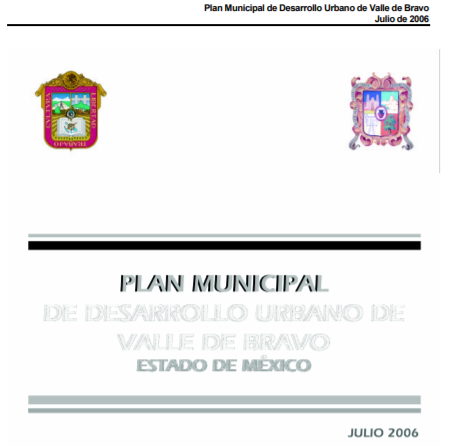 Plan Municipal de Desarrollo Urbano de Valle de Bravo
Julio de 2006
PLAN MUNICIPAL
DE DESARROLLO URBANO DE
VALLE DE BRAVO
ESTADO DE MÉXICO
JULIO 2006